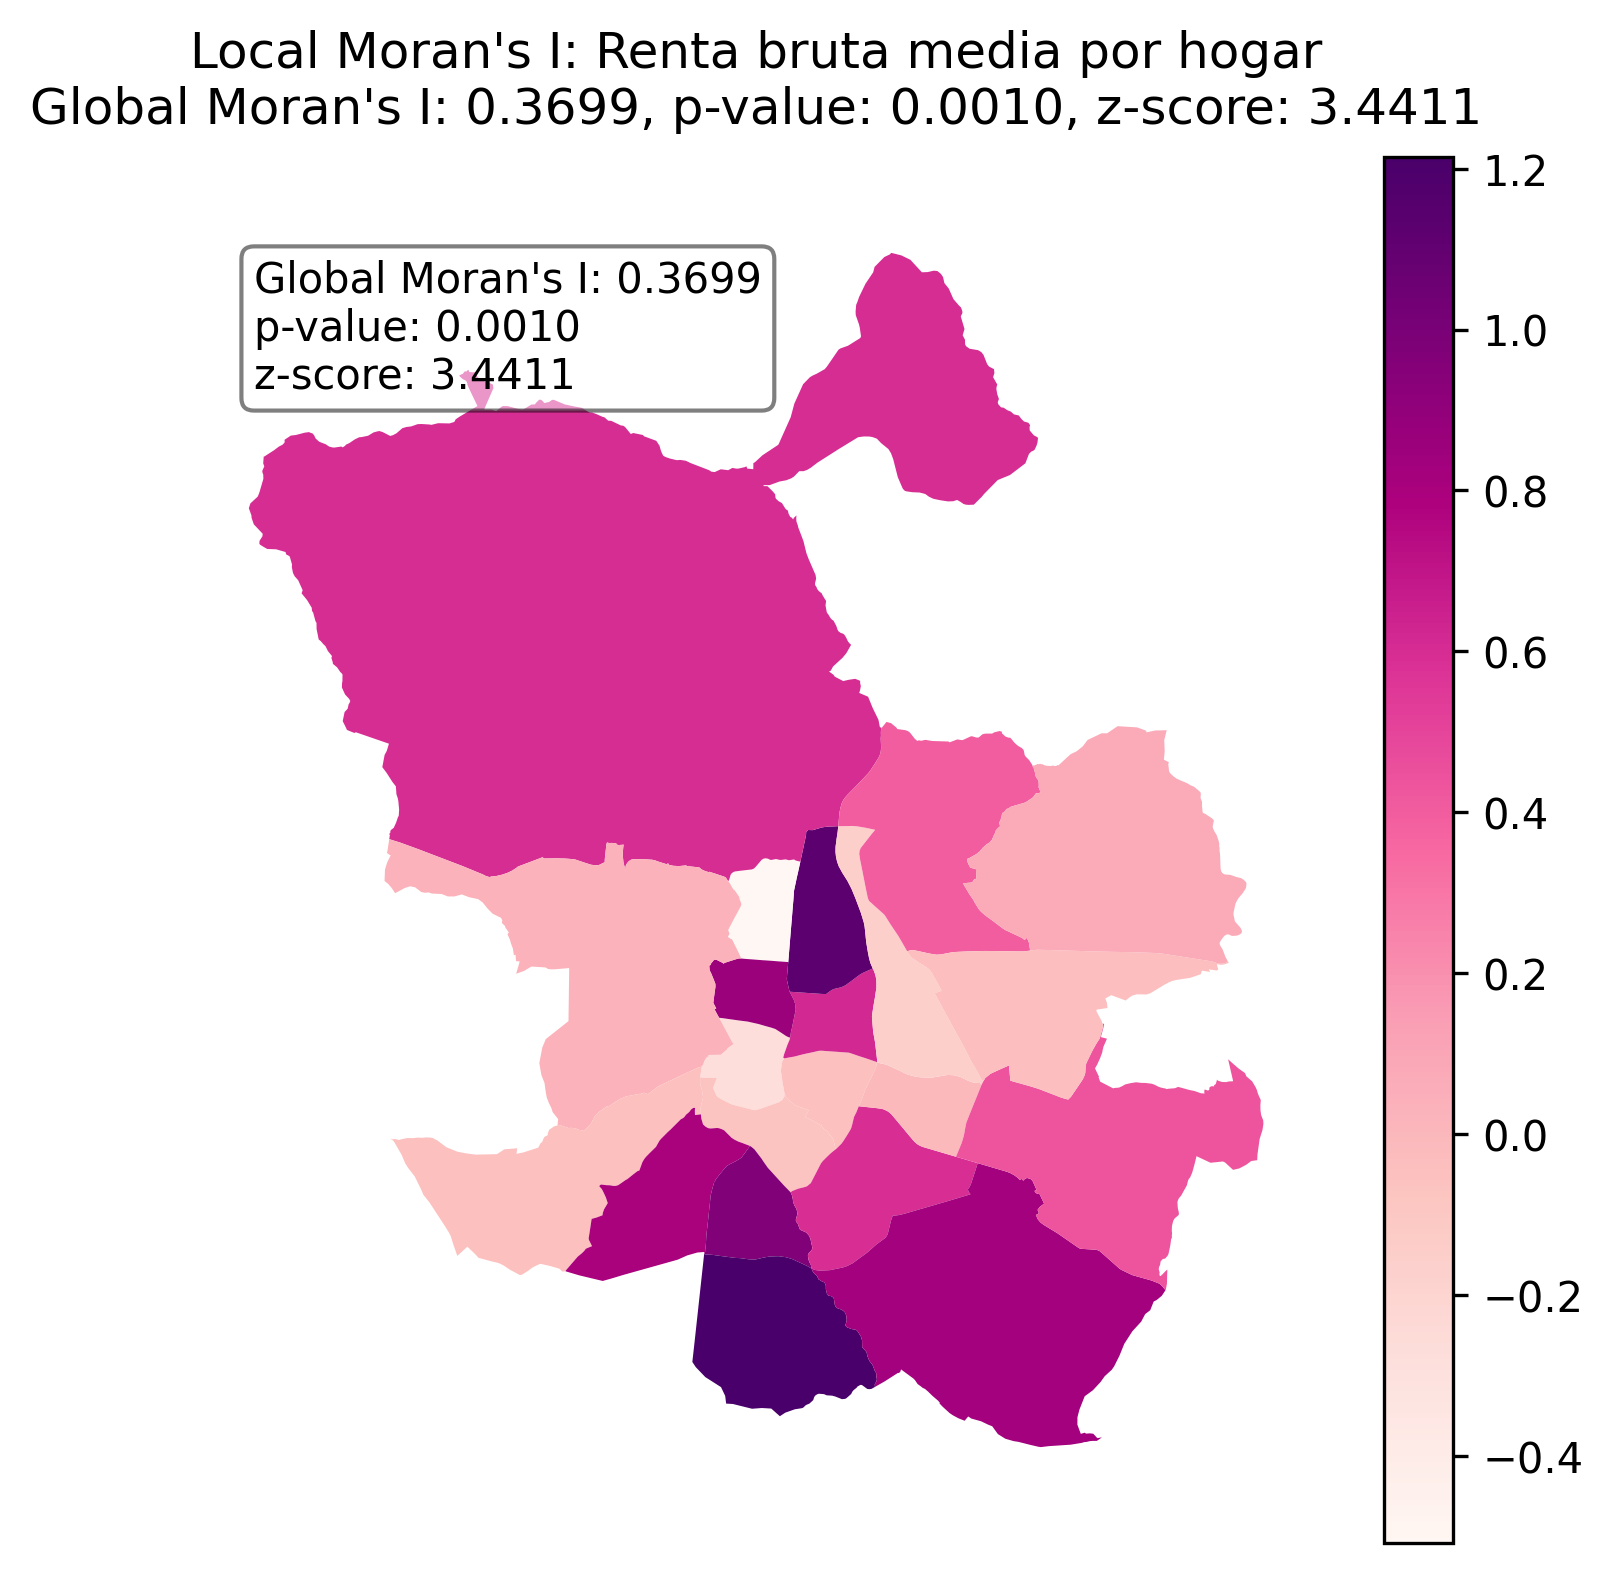 Local Moran's I: Renta bruta media por hogar
Global Moran's I: 0.3699, p-value: 0.0010, z-score: 3.4411
Global Moran's I: 0.3699
p-value: 0.0010
z-score: 3.4411
1.2
1.0
0.8
0.6
0.4
0.2
0.0
−0.2
−0.4